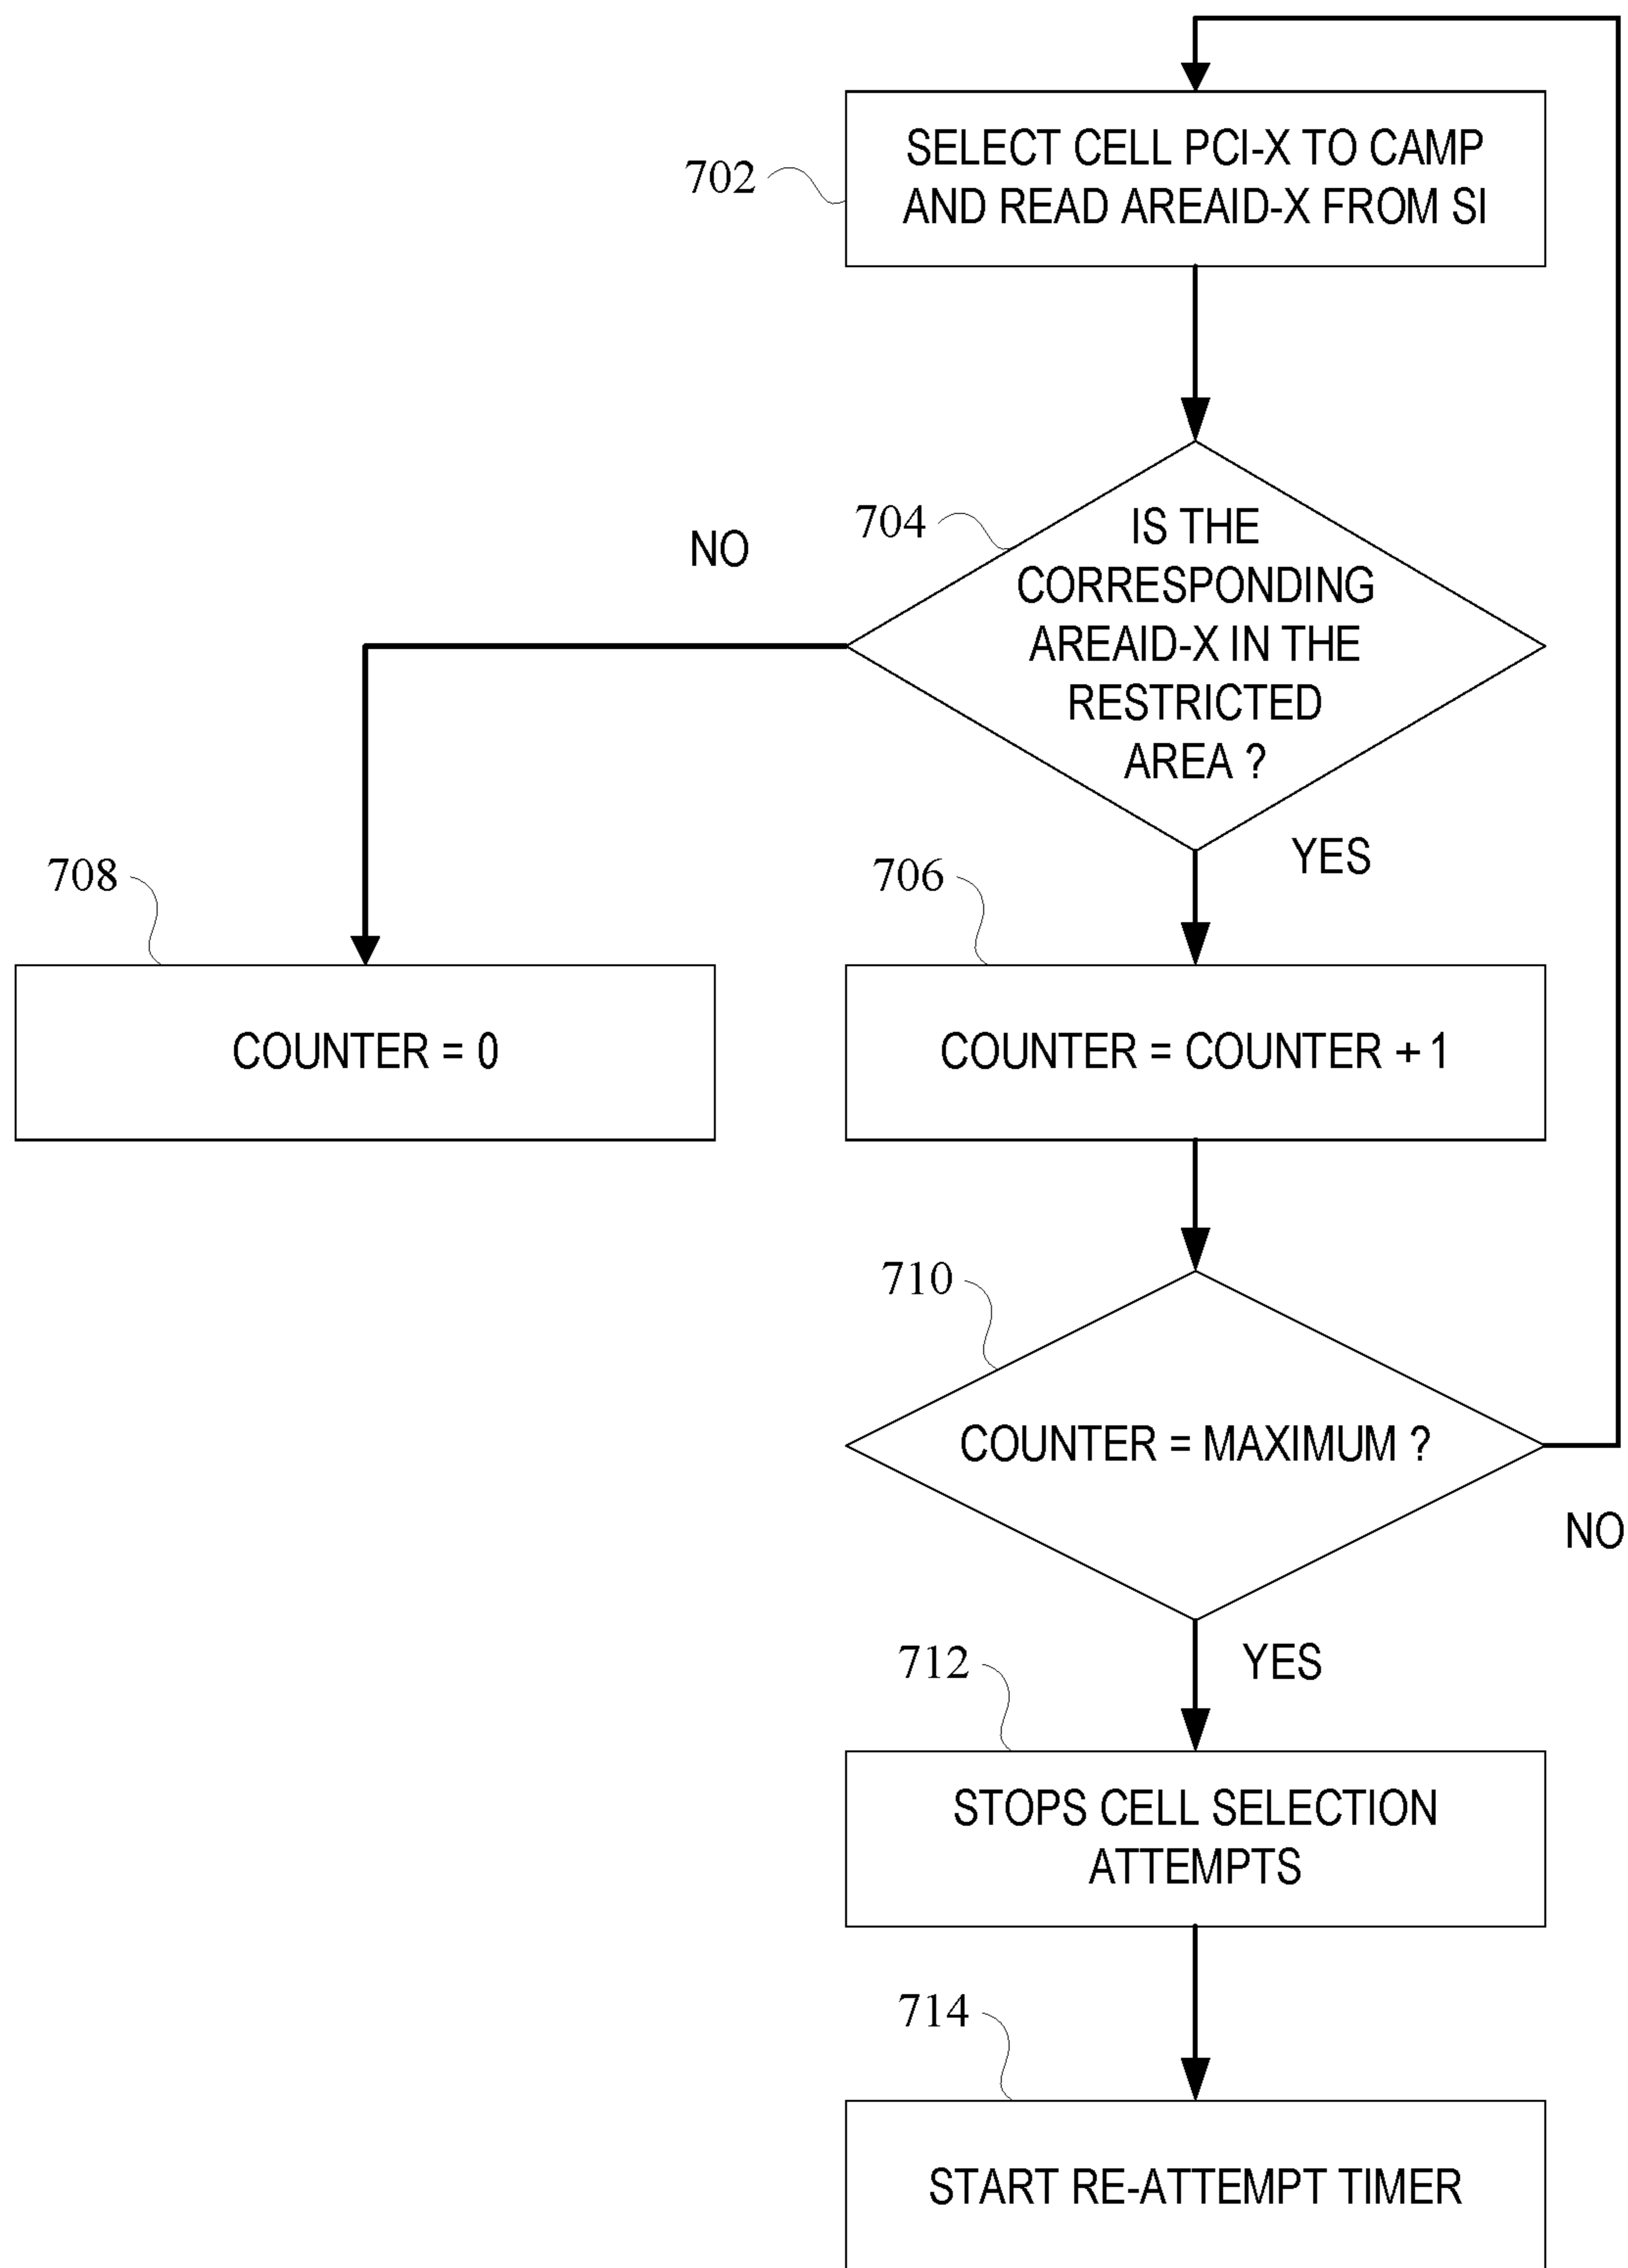 702
SELECT CELL PCI-X TO CAMP
AND READ AREAID-X FROM SI
704
IS THE
CORRESPONDING
AREAID-X IN THE
RESTRICTED
AREA ?
NO
YES
708
COUNTER = 0
706
COUNTER = COUNTER + 1
710
COUNTER = MAXIMUM ?
NO
YES
712
STOPS CELL SELECTION
ATTEMPTS
714
START RE-ATTEMPT TIMER